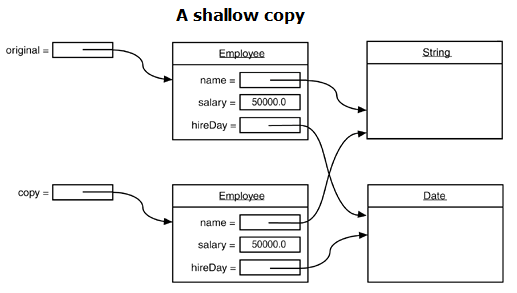 A shallow copy
original =
Employee
name =
salary = 50000.0
hireDay =
String
copy =
Employee
name =
salary = 50000.0
hireDay =
Date